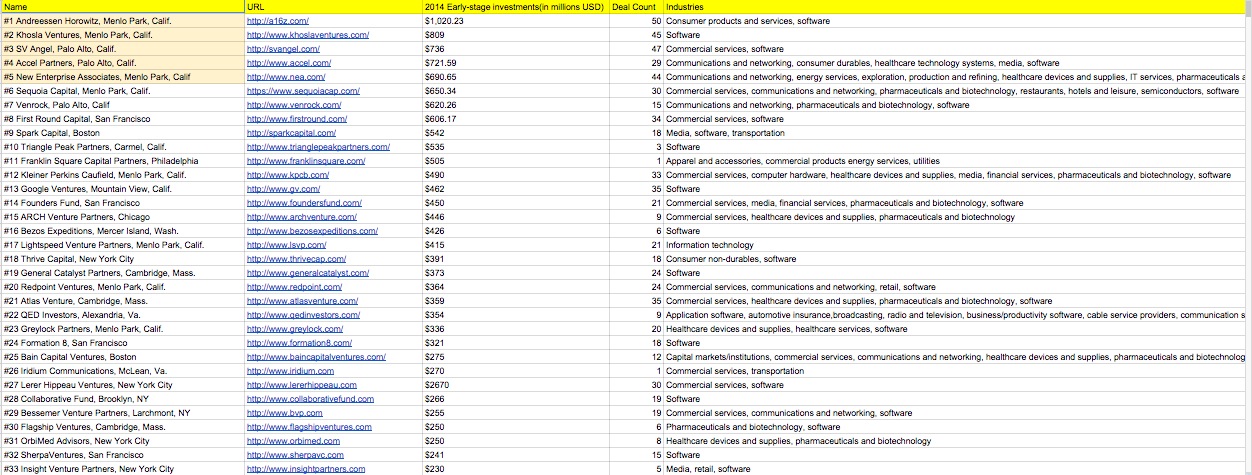 Name URL 2014 Early-stage investments(in millions USD) Deal Count Industries
#1 Andreessen Horowitz, Menlo Park, Calif. http://a16z.com/ $1,020.23 50 Consumer products and services, software
#2 Khosla Ventures, Menlo Park, Calif. http://www.khoslaventures.com/ $809 45 Software
#3 SV Angel, Palo Alto, Calif. http://svangel.com/ $736 47 Commercial services, software
#4 Accel Partners, Palo Alto, Calif. http://www.accel.com/ $721.59 29 Communications and networking, consumer durables, healthcare technology systems, media, software
#5 New Enterprise Associates, Menlo Park, Calif http://www.nea.com/ $690.65 44 Communications and networking, energy services, exploration, production and refining, healthcare devices and supplies, IT services, pharmaceuticals a
#6 Sequoia Capital, Menlo Park, Calif. https://www.sequoiacap.com/ $650.34 30 Commercial services, communications and networking, pharmaceuticals and biotechnology, restaurants, hotels and leisure, semiconductors, software
#7 Venrock, Palo Alto, Calif http://www.venrock.com/ $620.26 15 Communications and networking, pharmaceuticals and biotechnology, software
#8 First Round Capital, San Francisco http://www.firstround.com/ $606.17 34 Commercial services, software
#9 Spark Capital, Boston http://sparkcapital.com/ $542 18 Media, software, transportation
#10 Triangle Peak Partners, Carmel, Calif. http://www.trianglepeakpartners.com/ $535 3 Software
#11 Franklin Square Capital Partners, Philadelphia http://www.franklinsquare.com/ $505 1 Apparel and accessories, commercial products energy services, utilities
#12 Kleiner Perkins Caufield, Menlo Park, Calif. http://www.kpcb.com/ $490 33 Commercial services, computer hardware, healthcare devices and supplies, media, financial services, pharmaceuticals and biotechnology, software
#13 Google Ventures, Mountain View, Calif. http://www.gv.com/ $462 35 Software
#14 Founders Fund, San Francisco http://www.foundersfund.com/ $450 21 Commercial services, media, financial services, pharmaceuticals and biotechnology, software
#15 ARCH Venture Partners, Chicago http://www.archventure.com/ $446 9 Commercial services, healthcare devices and supplies, pharmaceuticals and biotechnology
#16 Bezos Expeditions, Mercer Island, Wash. http://www.bezosexpeditions.com/ $426 6 Software
#17 Lightspeed Venture Partners, Menlo Park, Calif. http://www.lsvp.com/ $415 21 Information technology
#18 Thrive Capital, New York City http://www.thrivecap.com/ $391 18 Consumer non-durables, software
#19 General Catalyst Partners, Cambridge, Mass. http://www.generalcatalyst.com/ $373 24 Software
#20 Redpoint Ventures, Menlo Park, Calif. http://www.redpoint.com/ $364 24 Commercial services, communications and networking, retail, software
#21 Atlas Venture, Cambridge, Mass. http://www.atlasventure.com/ $359 35 Commercial services, healthcare devices and supplies, pharmaceuticals and biotechnology, software
#22 QED Investors, Alexandria, Va. http://www.qedinvestors.com/ $354 9 Application software, automotive insurance,broadcasting, radio and television, business/productivity software, cable service providers, communication s
#23 Greylock Partners, Menlo Park, Calif. http://www.greylock.com/ $336 20 Healthcare devices and supplies, healthcare services, software
#24 Formation 8, San Francisco http://www.formation8.com/ $321 18 Software
#25 Bain Capital Ventures, Boston http://www.baincapitalventures.com/ $275 12 Capital markets/institutions, commercial services, communications and networking, healthcare devices and supplies, pharmaceuticals and biotechnolog
#26 Iridium Communications, McLean, Va. http://www.iridium.com $270 1 Commercial services, transportation
#27 Lerer Hippeau Ventures, New York City http://www.lererhippeau.com $2670 30 Commercial services, software
#28 Collaborative Fund, Brooklyn, NY http://www.collaborativefund.com $266 19 Software
#29 Bessemer Venture Partners, Larchmont, NY http://www.bvp.com $255 19 Commercial services, communications and networking, software
#30 Flagship Ventures, Cambridge, Mass. http://www.flagshipventures.com $250 6 Pharmaceuticals and biotechnology, software
#31 OrbiMed Advisors, New York City http://www.orbimed.com $250 8 Healthcare devices and supplies, pharmaceuticals and biotechnology
#32 SherpaVentures, San Francisco http://www.sherpavc.com $241 15 Software
#33 Insight Venture Partners, New York City http://www.insightpartners.com $230 5 Media, retail, software